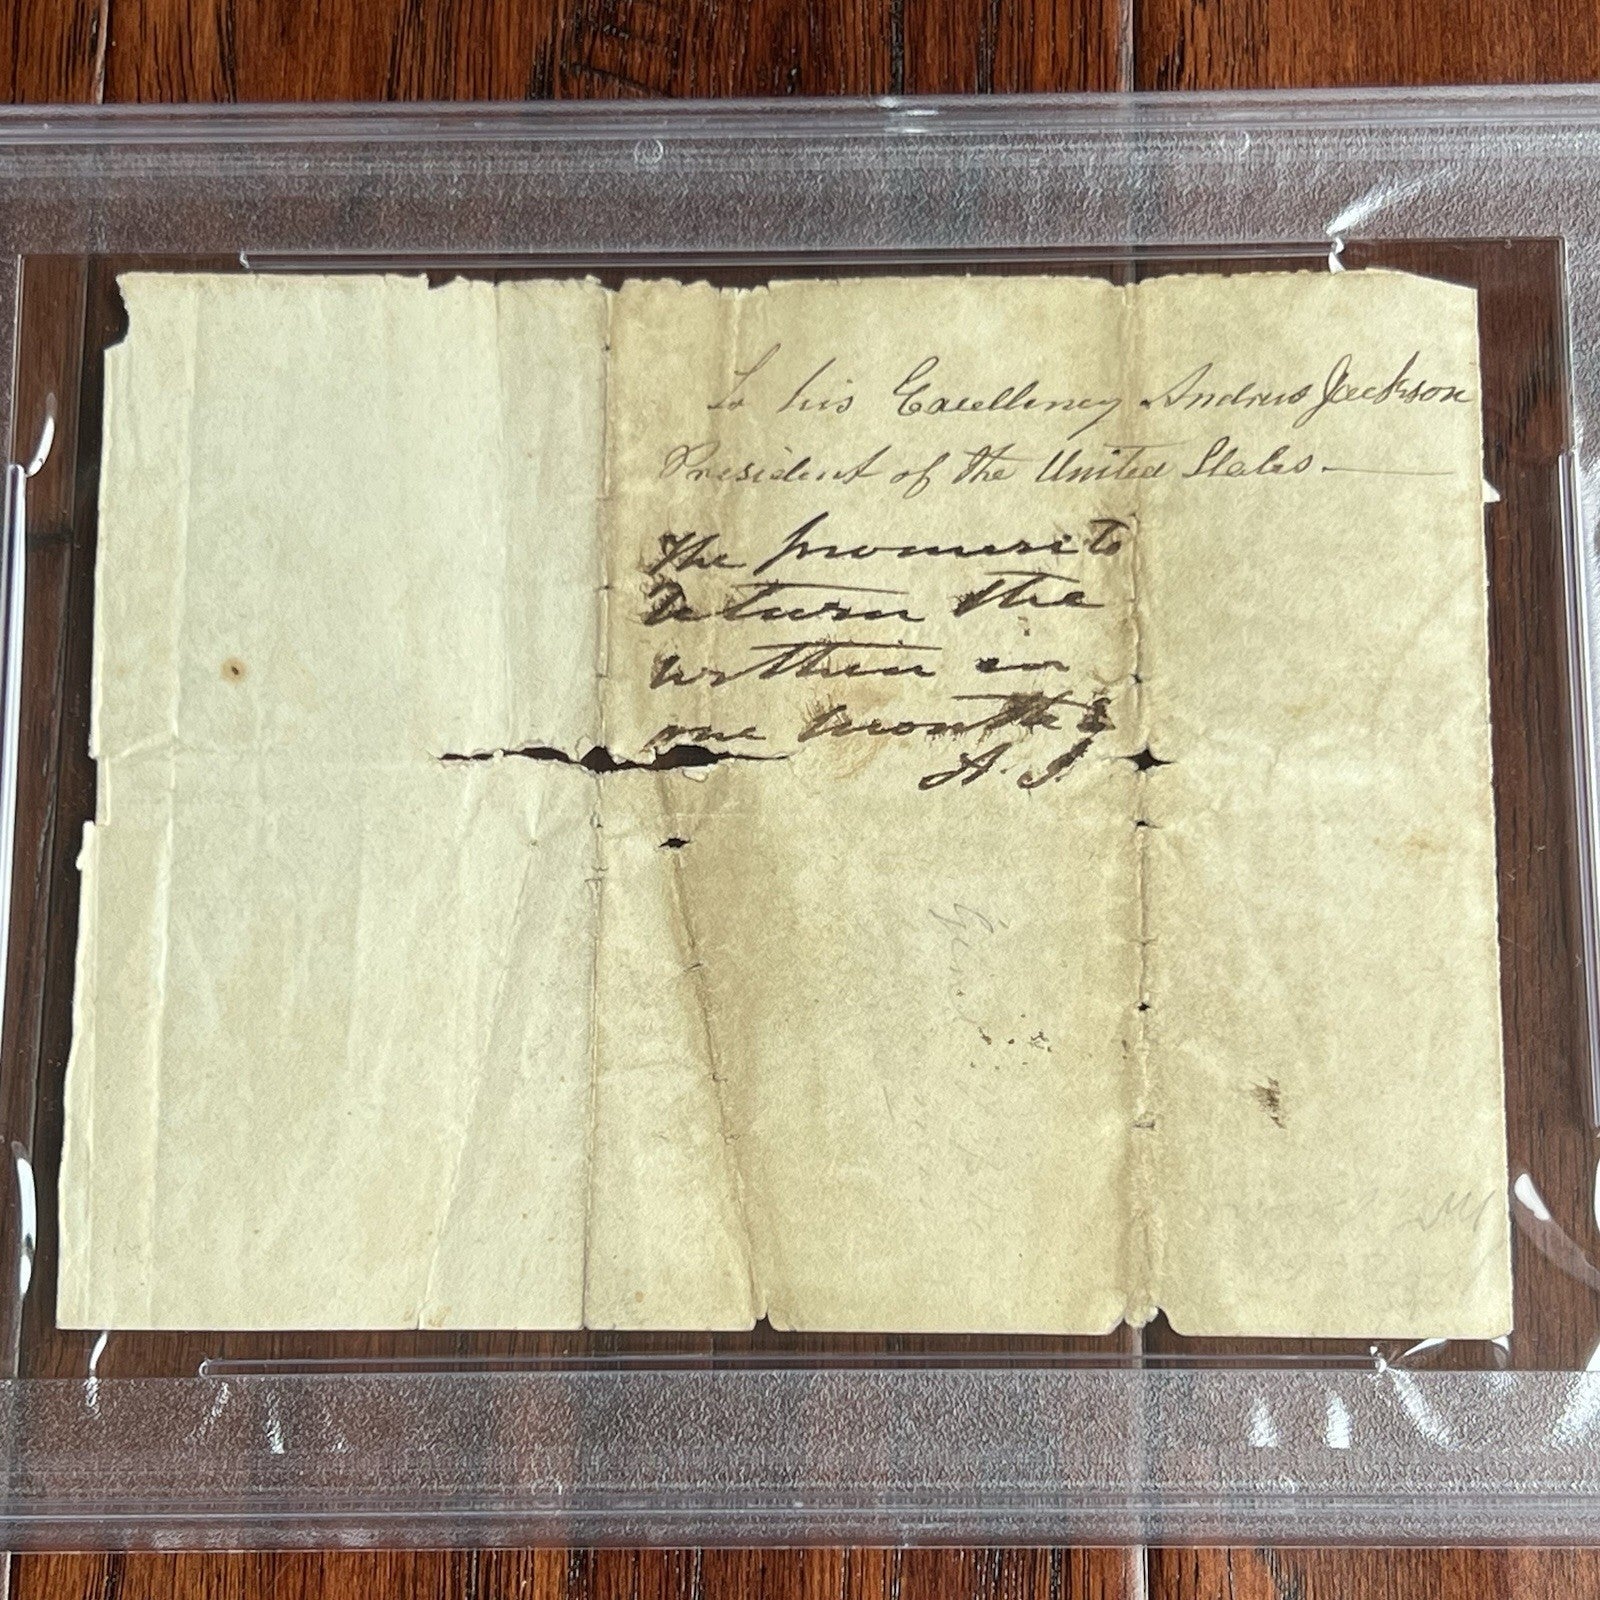 To his Excellency Andrew Jackson
President of the United States.
The promise to
return the
within in
one month
A. J.